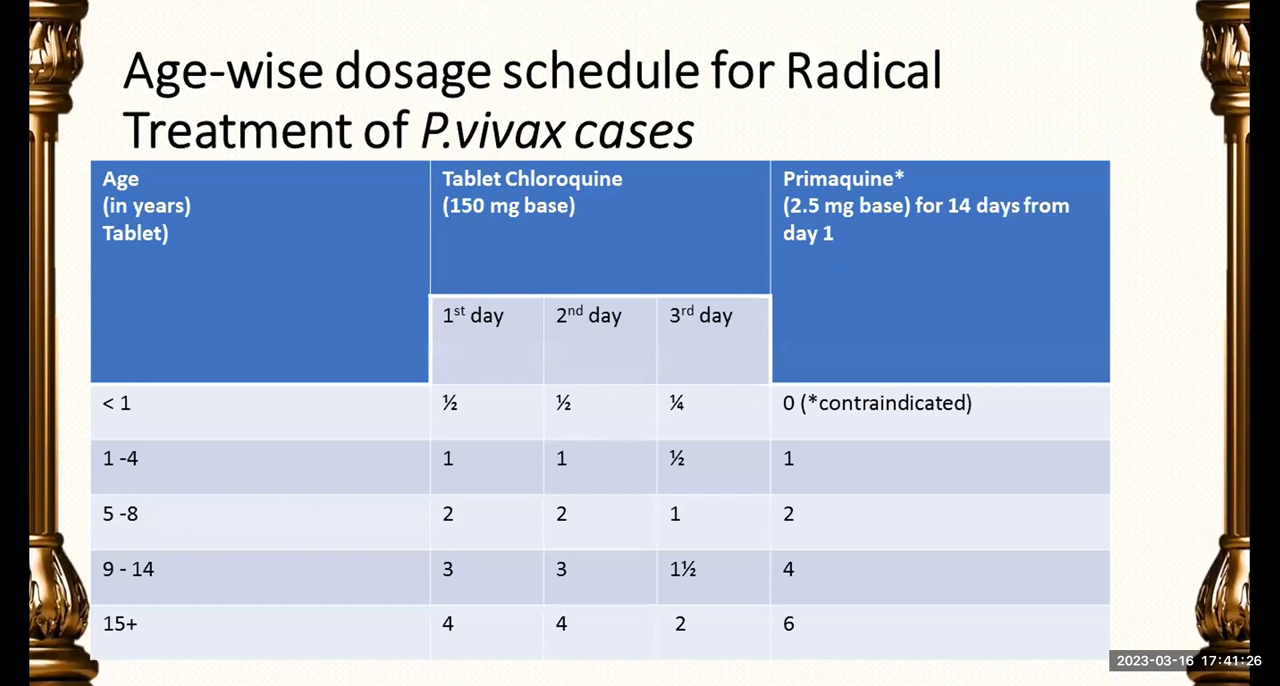 Age-wise dosage schedule for Radical
Treatment of P.vivax cases
Age
(in years)
Tablet)
Tablet Chloroquine
(150 mg base)
Primaquine*
(2.5 mg base) for 14 days from
day 1
1st day 2nd day 3rd day
< 1 ½ ½ ¼ 0 (*contraindicated)
1 -4 1 1 ½ 1
5 -8 2 2 1 2
9 - 14 3 3 1½ 4
15+ 4 4 2 6
2023-03-16 17:41:26